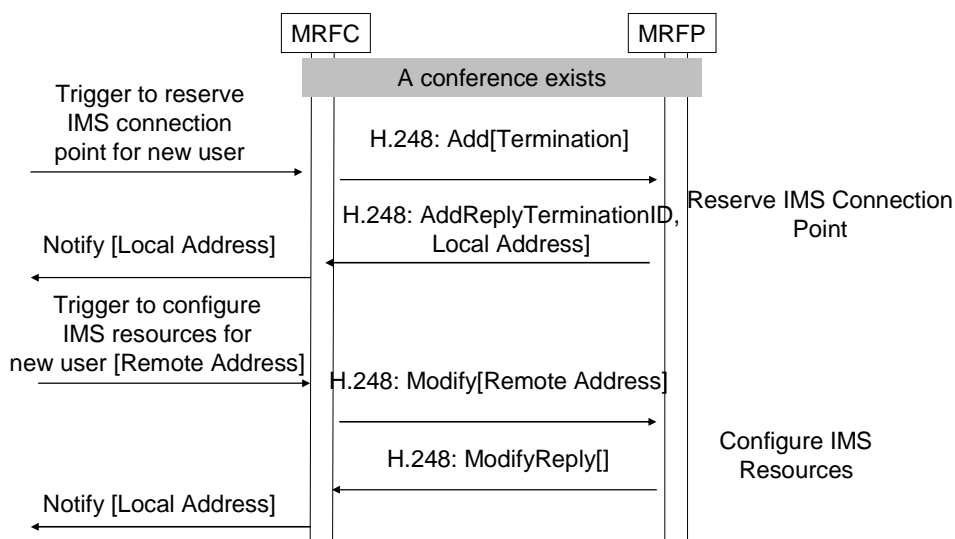 MRFC
MRFP
A conference exists
Trigger to reserve
IMS connection
point for new user
H.248: Add[Termination]
Reserve IMS Connection
Point
H.248: AddReplyTerminationID,
Local Address]
Notify [Local Address]
Trigger to configure
IMS resources for
new user [Remote Address]
H.248: Modify[Remote Address]
Configure IMS
Resources
H.248: ModifyReply[]
Notify [Local Address]